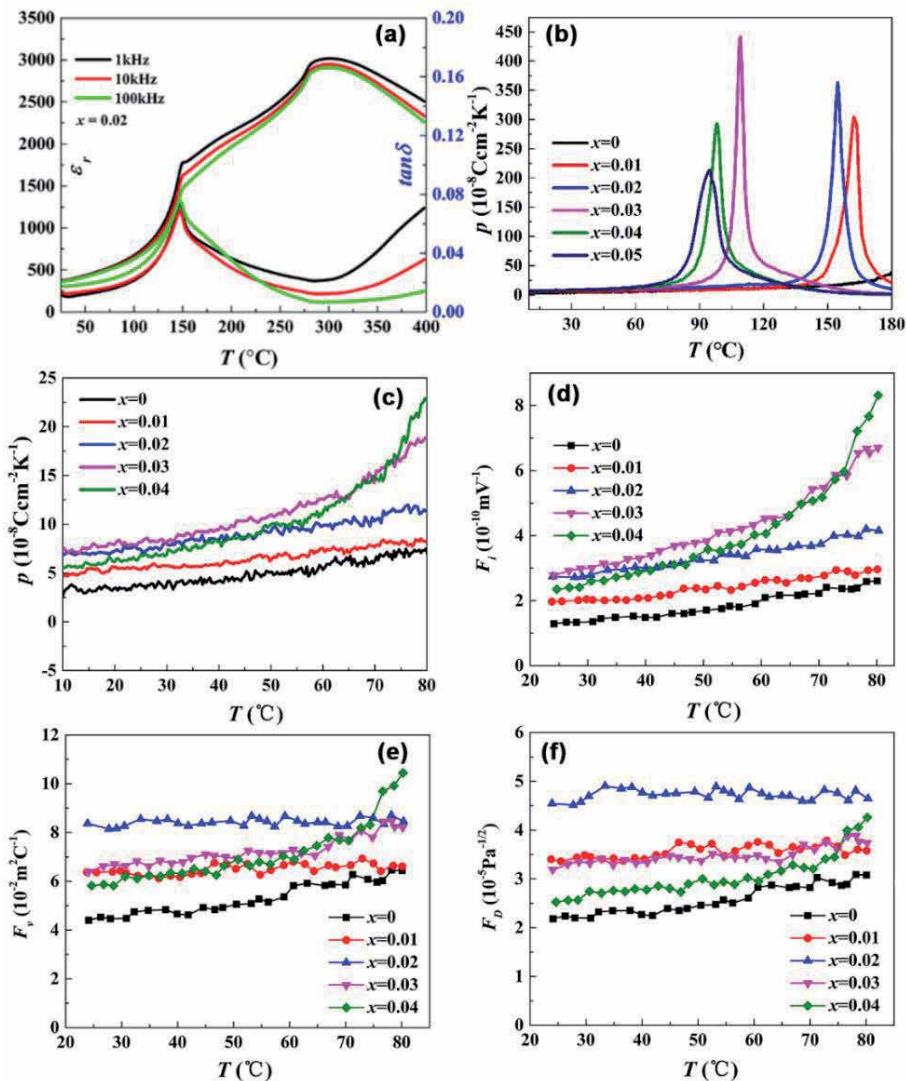 (a)
3500
3000
2500
2000
1500
1000
500
0
εr
1kHz
10kHz
100kHz
x = 0.02
0.20
0.16
0.12
0.08
0.04
0.00
tanδ
50 100 150 200 250 300 350 400
T (°C)
(b)
450
400
350
300
250
200
150
100
50
0
p (10⁻⁸Ccm⁻²K⁻¹)
x=0
x=0.01
x=0.02
x=0.03
x=0.04
x=0.05
30 60 90 120 150 180
T (°C)
(c)
25
20
15
10
5
0
-5
p (10⁻⁸Ccm⁻²K⁻¹)
x=0
x=0.01
x=0.02
x=0.03
x=0.04
10 20 30 40 50 60 70 80
T (℃)
(d)
8
6
4
2
0
Fi (10⁻¹⁰mV⁻¹)
x=0
x=0.01
x=0.02
x=0.03
x=0.04
20 30 40 50 60 70 80
T (℃)
(e)
12
10
8
6
4
2
0
Fv (10⁻²m²C⁻¹)
x=0
x=0.01
x=0.02
x=0.03
x=0.04
20 30 40 50 60 70 80
T (℃)
(f)
6
5
4
3
2
1
0
FD (10⁻⁵Pa⁻¹/²)
x=0
x=0.01
x=0.02
x=0.03
x=0.04
20 30 40 50 60 70 80
T (℃)